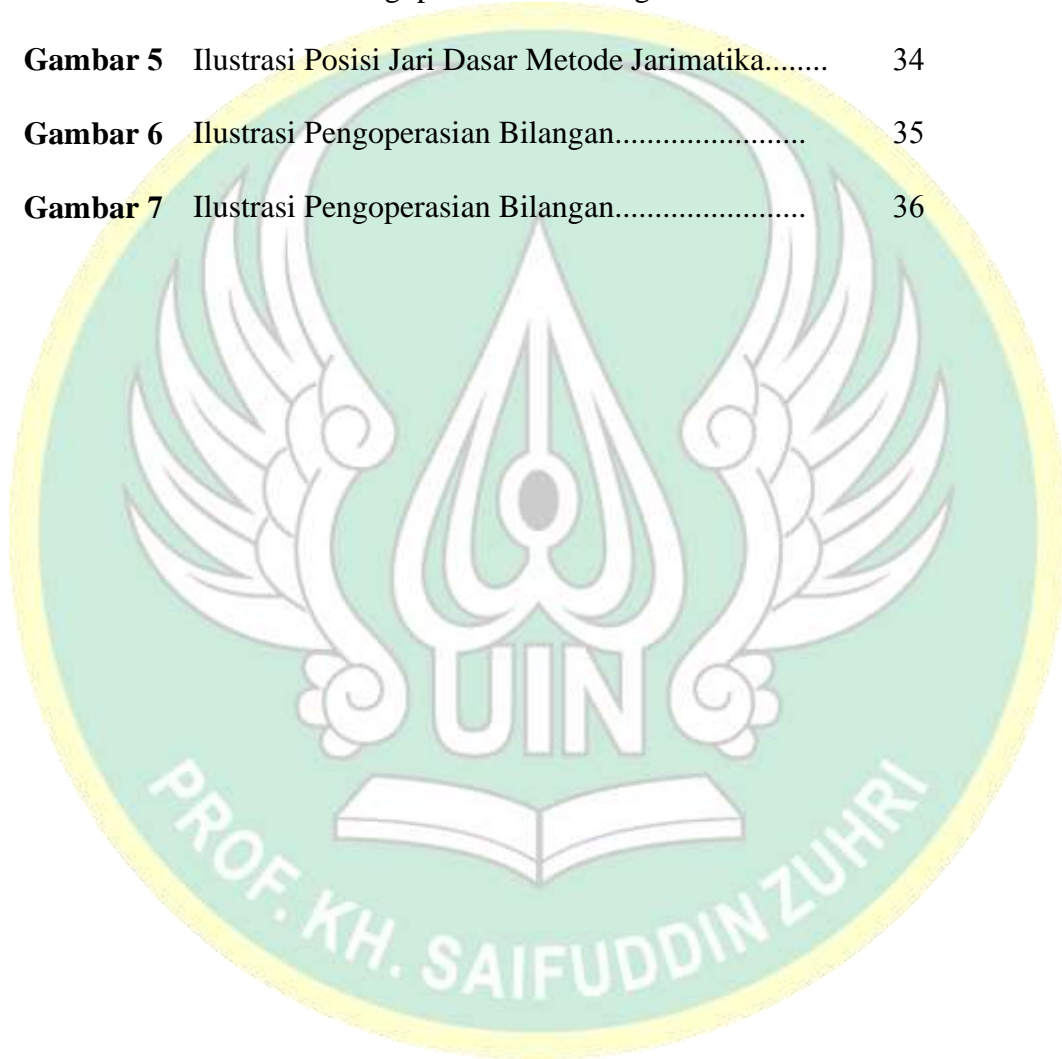 Gambar 5 Ilustrasi Posisi Jari Dasar Metode Jarimatika........ 34
Gambar 6 Ilustrasi Pengoperasian Bilangan........................ 35
Gambar 7 Ilustrasi Pengoperasian Bilangan........................ 36
UIN
PROF. KH. SAIFUDDIN ZUHRI